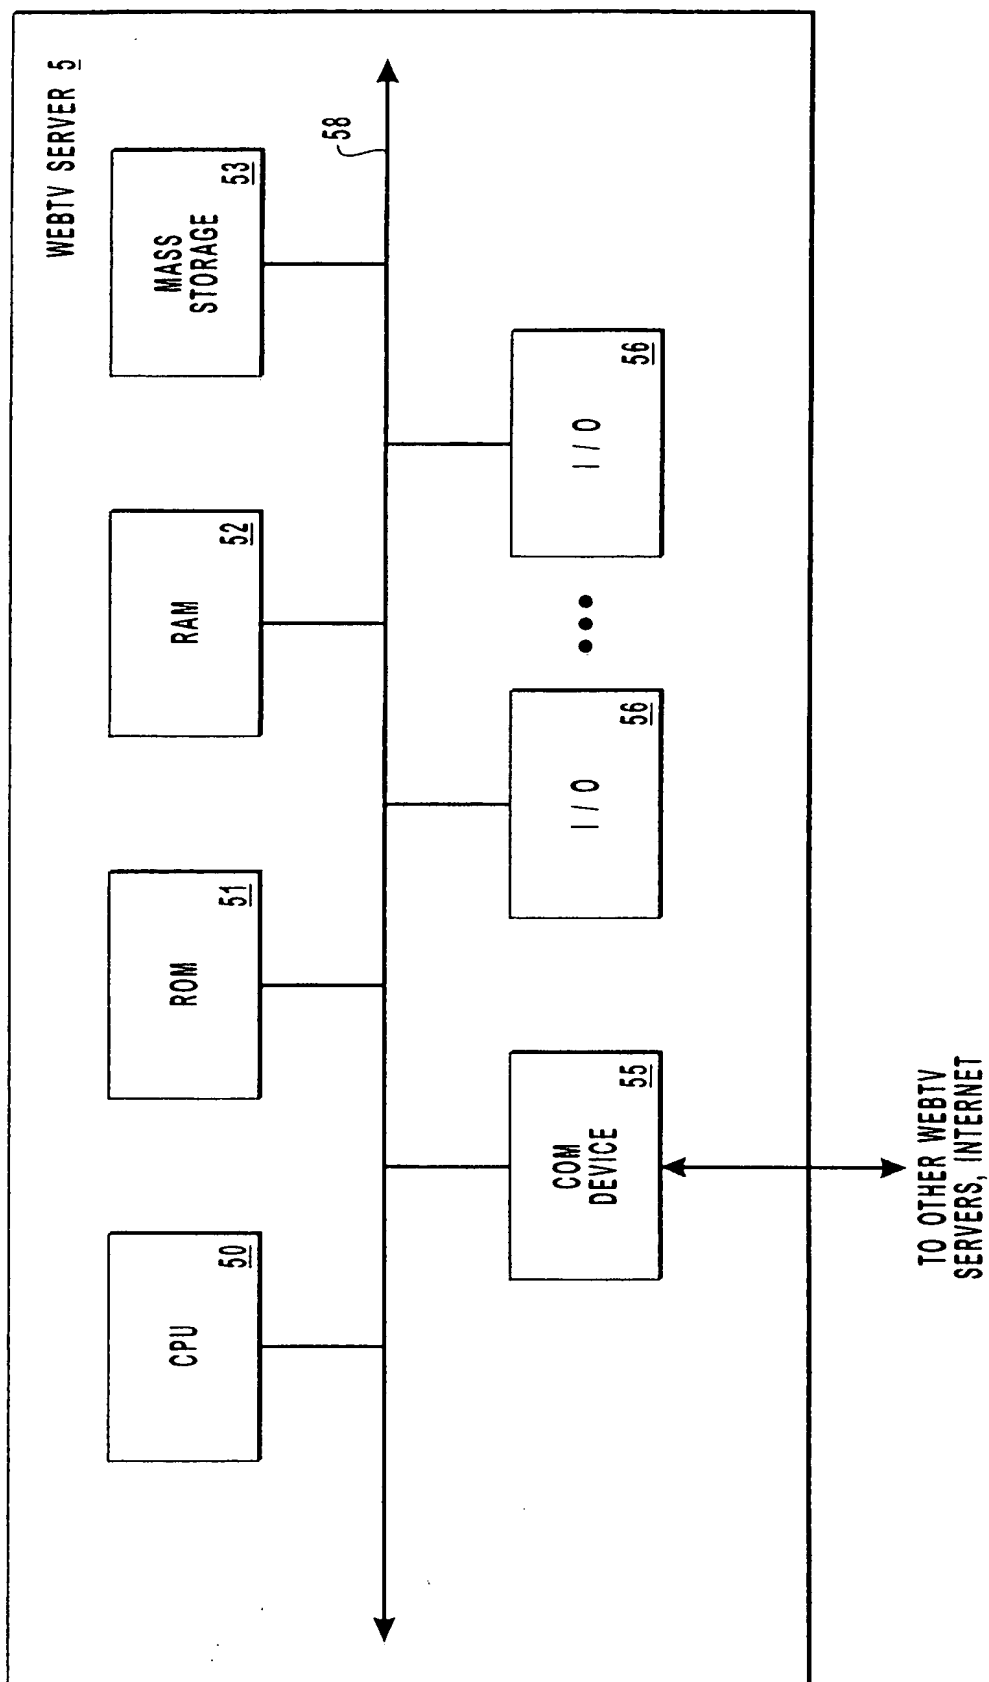 WEBTV SERVER 5
CPU
50
ROM
51
RAM
52
MASS
STORAGE
53
58
COM
DEVICE
55
I / O
56
I / O
56
TO OTHER WEBTV
SERVERS, INTERNET